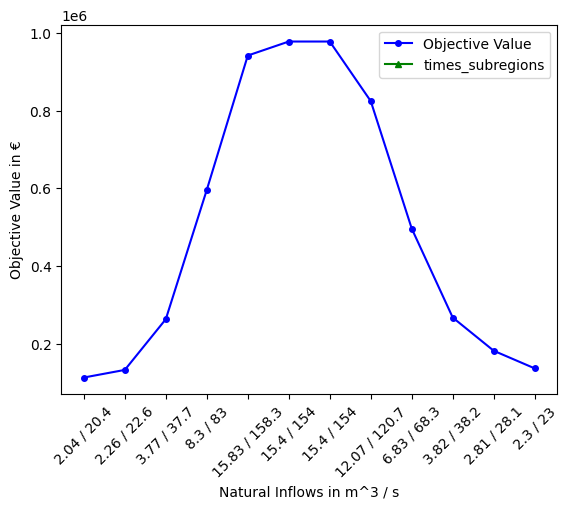 1e6
1.0
0.8
0.6
0.4
0.2
Objective Value in €
Objective Value
times_subregions
2.04 / 20.4
2.26 / 22.6
3.77 / 37.7
8.3 / 83
15.83 / 158.3
15.4 / 154
15.4 / 154
12.07 / 120.7
6.83 / 68.3
3.82 / 38.2
2.81 / 28.1
2.3 / 23
Natural Inflows in m^3 / s